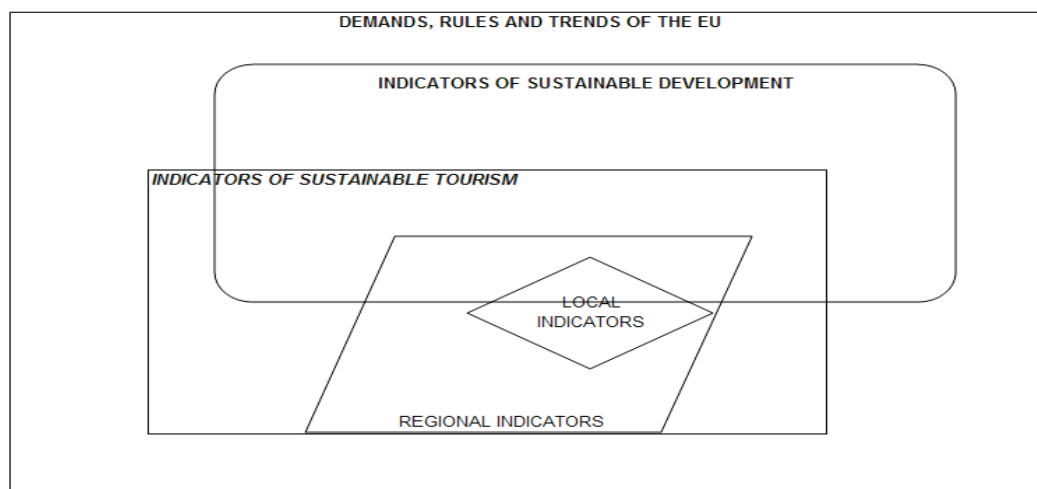 DEMANDS, RULES AND TRENDS OF THE EU
INDICATORS OF SUSTAINABLE DEVELOPMENT
INDICATORS OF SUSTAINABLE TOURISM
LOCAL
INDICATORS
REGIONAL INDICATORS